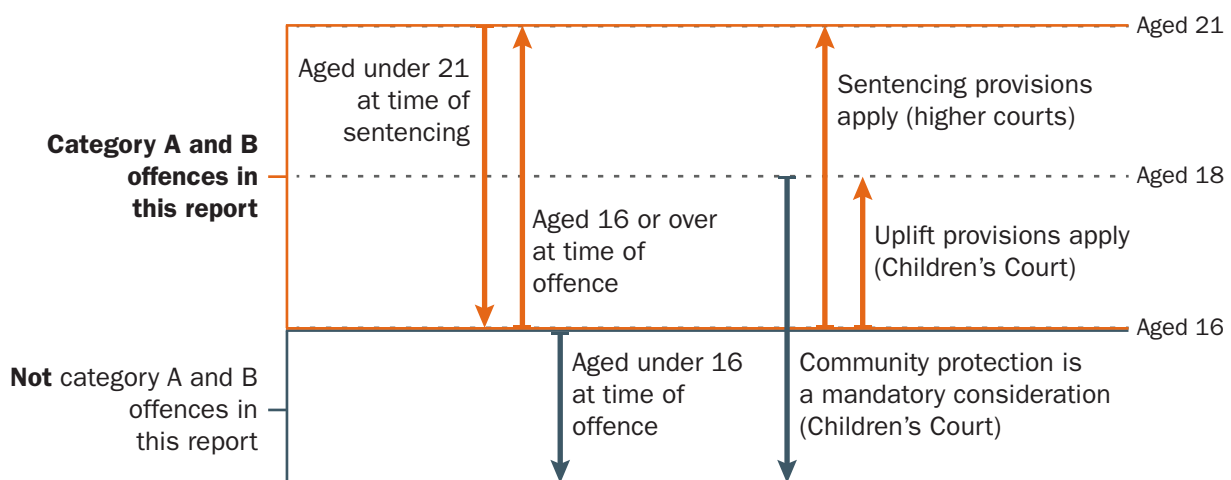 Aged 21
Aged under 21
at time of
sentencing
Sentencing provisions
apply (higher courts)
Category A and B
offences in
this report
Aged 18
Aged 16 or over
at time of
offence
Uplift provisions apply
(Children's Court)
Aged 16
Not category A and B
offences in
this report
Aged under 16
at time of
offence
Community protection is
a mandatory consideration
(Children's Court)